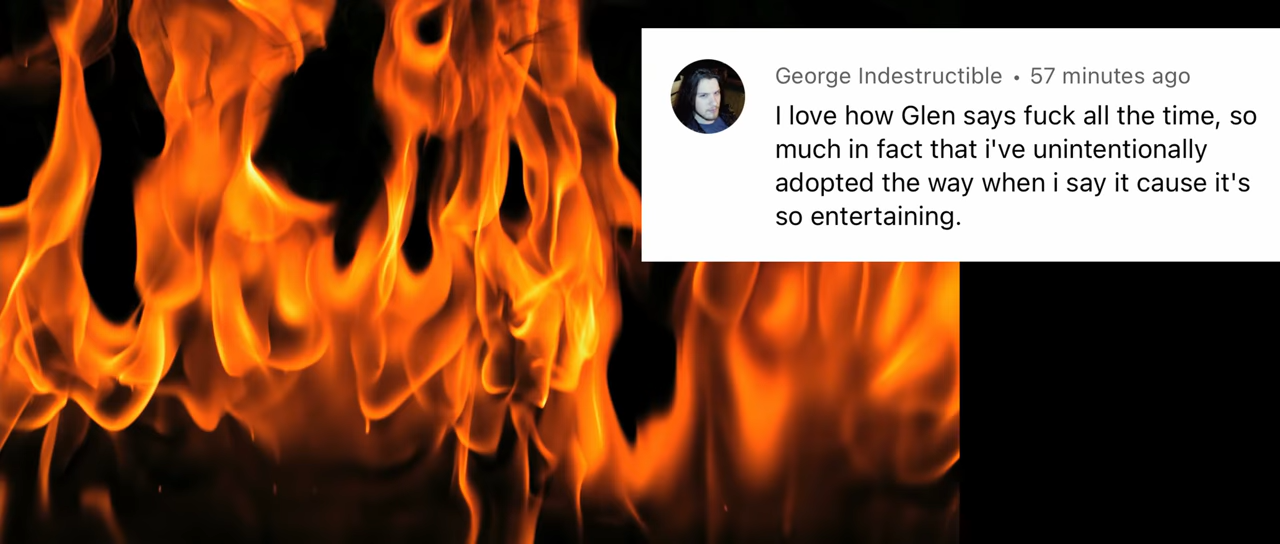 George Indestructible • 57 minutes ago
I love how Glen says fuck all the time, so
much in fact that i've unintentionally
adopted the way when i say it cause it's
so entertaining.